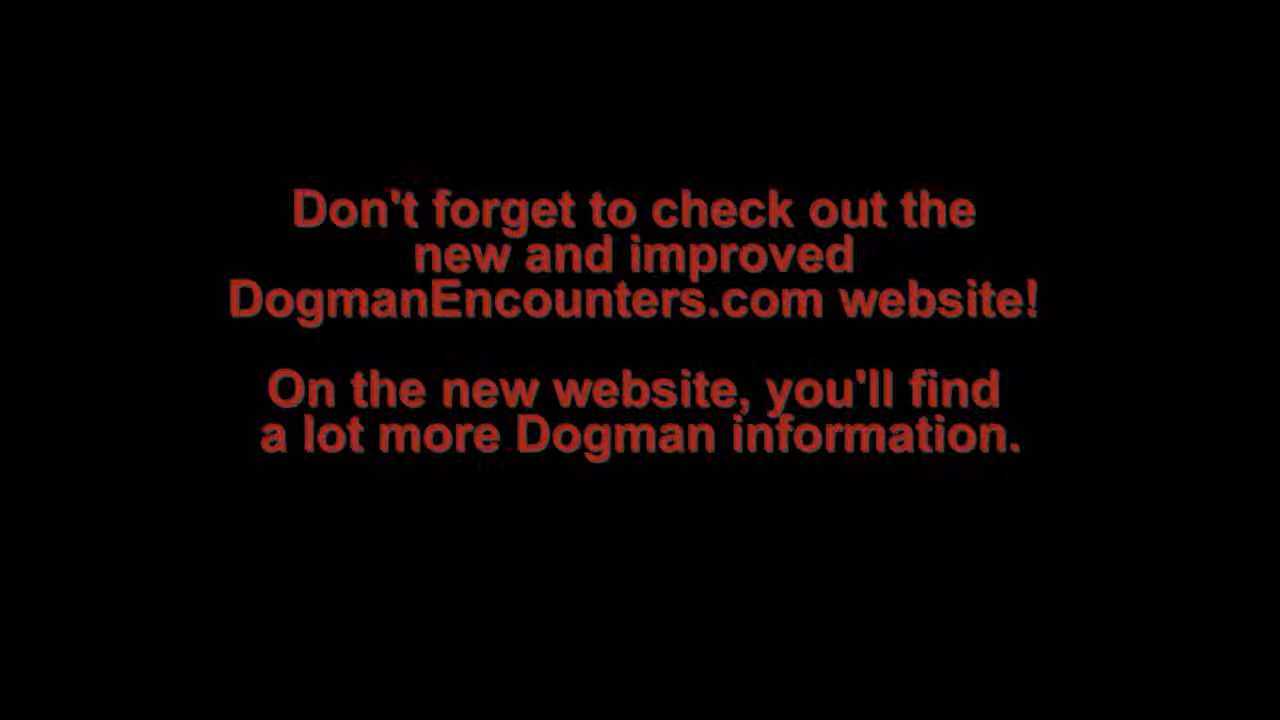 Don't forget to check out the
new and improved
DogmanEncounters.com website!
On the new website, you'll find
a lot more Dogman information.